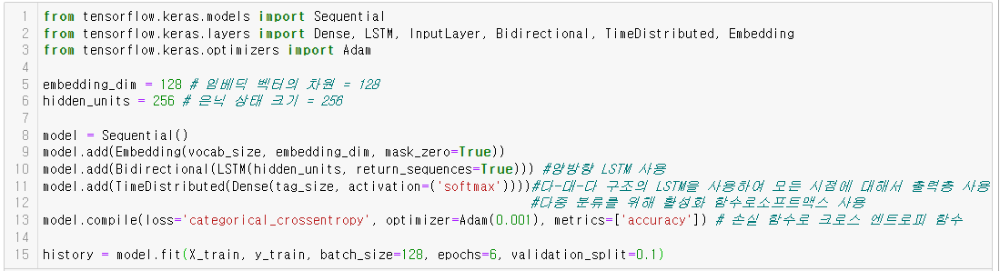 1 from tensorflow.keras.models import Sequential
2 from tensorflow.keras.layers import Dense, LSTM, InputLayer, Bidirectional, TimeDistributed, Embedding
3 from tensorflow.keras.optimizers import Adam
4
5 embedding_dim = 128 # 임베딕 벡터의 차원 = 128
6 hidden_units = 256 # 은닉 상태 크기 = 256
7
8 model = Sequential()
9 model.add(Embedding(vocab_size, embedding_dim, mask_zero=True))
10 model.add(Bidirectional(LSTM(hidden_units, return_sequences=True))) #양방향 LSTM 사용
11 model.add(TimeDistributed(Dense(tag_size, activation=('softmax'))))#다-대-다 구조의 LSTM을 사용하여 모든 시점에 대해서 출력층 사용
12 #다중 분류를 위해 활성화 함수로소프트맥스 사용
13 model.compile(loss='categorical_crossentropy', optimizer=Adam(0.001), metrics=['accuracy']) # 손실 함수로 크로스 엔트로피 함수
14
15 history = model.fit(X_train, y_train, batch_size=128, epochs=6, validation_split=0.1)